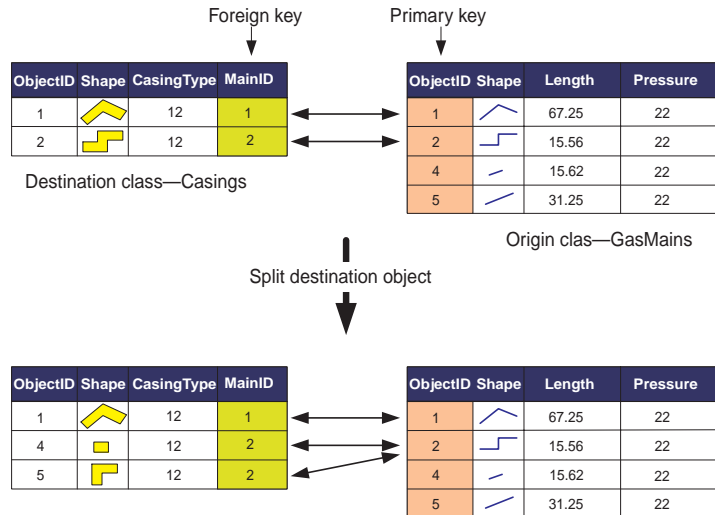 Foreign key
Primary key
ObjectID Shape CasingType MainID
1 12 1
2 12 2
Destination class—Casings
ObjectID Shape Length Pressure
1 67.25 22
2 15.56 22
4 15.62 22
5 31.25 22
Origin clas—GasMains
Split destination object
ObjectID Shape CasingType MainID
1 12 1
4 12 2
5 12 2
ObjectID Shape Length Pressure
1 67.25 22
2 15.56 22
4 15.62 22
5 31.25 22